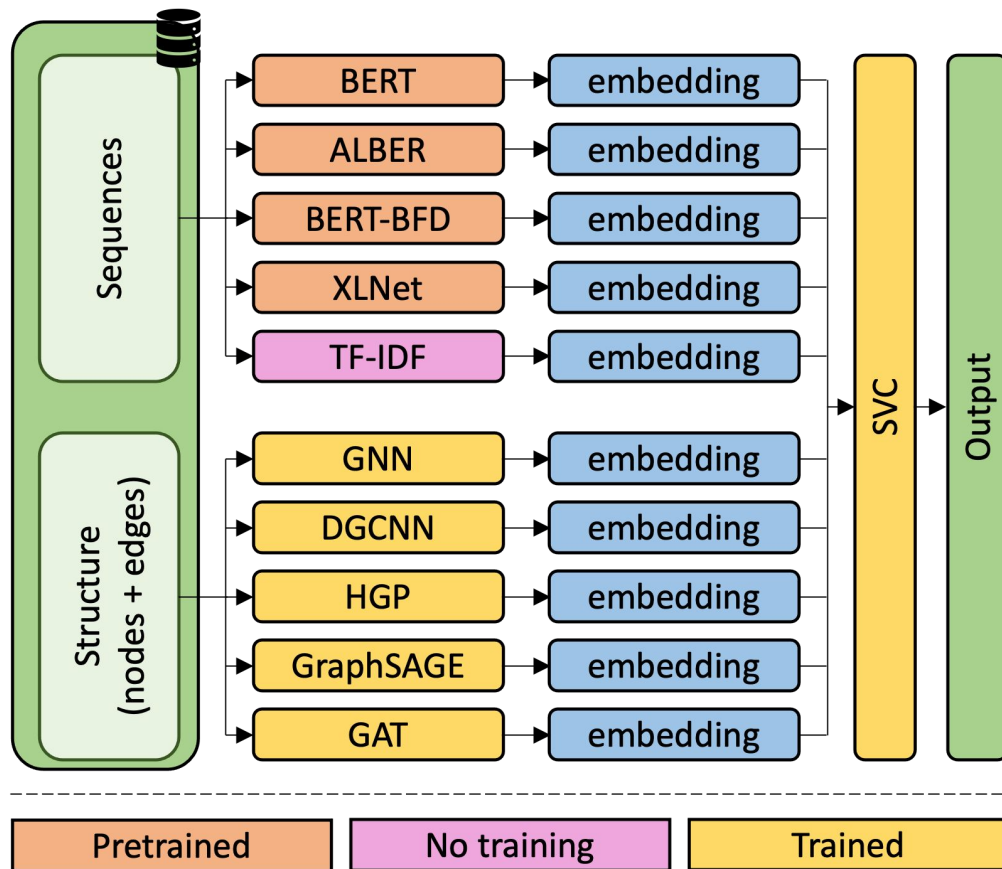 Sequences
BERT
embedding
ALBER
embedding
BERT-BFD
embedding
XLNet
embedding
TF-IDF
embedding
Structure
(nodes + edges)
GNN
embedding
DGCNN
embedding
HGP
embedding
GraphSAGE
embedding
GAT
embedding
SVC
Output
Pretrained
No training
Trained